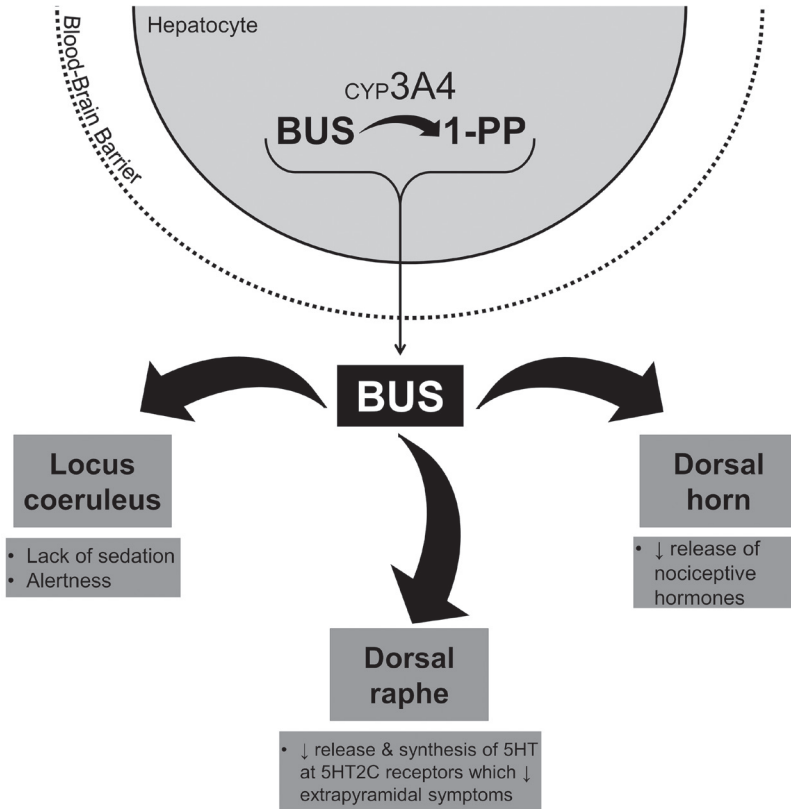 Hepatocyte
Blood-Brain Barrier
CYP3A4
BUS 1-PP
BUS
Locus
coeruleus
• Lack of sedation
• Alertness
Dorsal
horn
• ↓ release of
nociceptive
hormones
Dorsal
raphe
• ↓ release & synthesis of 5HT
at 5HT2C receptors which ↓
extrapyramidal symptoms